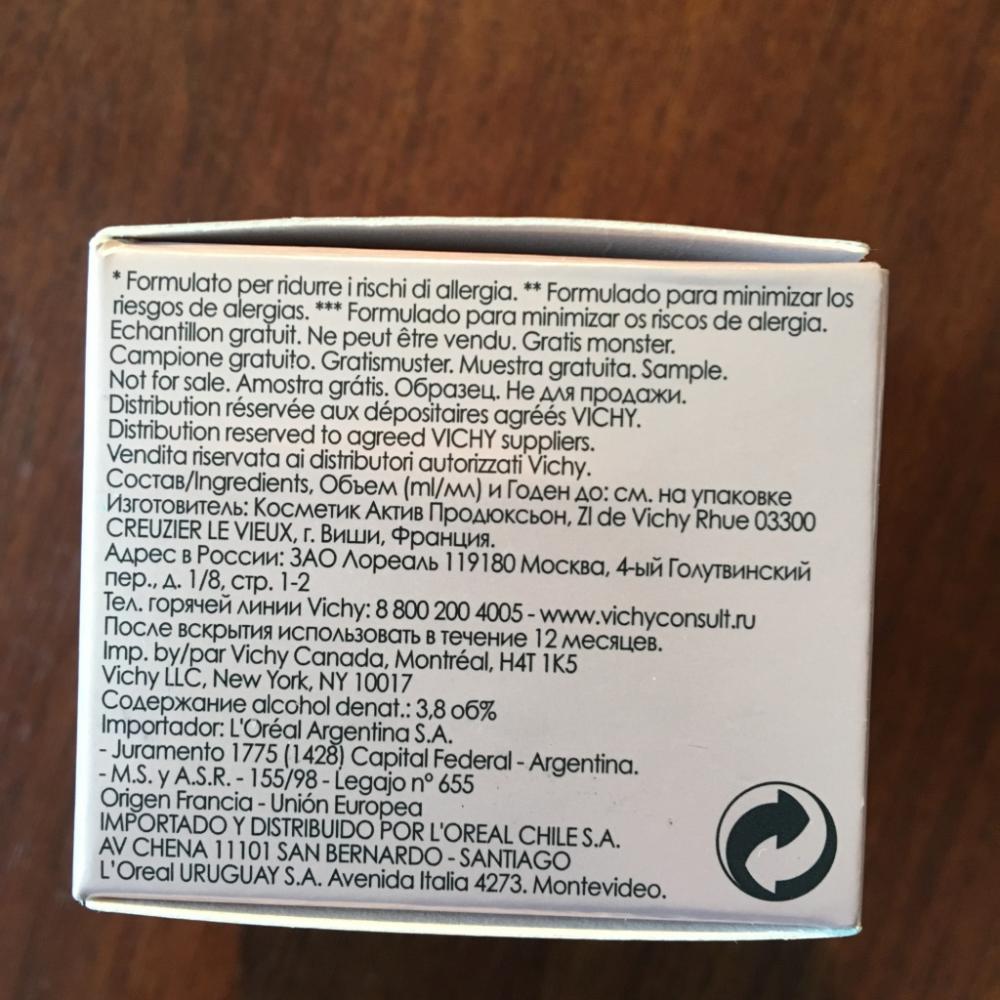 * Formulato per ridurre i rischi di allergia. ** Formulado para minimizar los
riesgos de alergias. *** Formulado para minimizar os riscos de alergia.
Echantillon gratuit. Ne peut être vendu. Gratis monster.
Campione gratuito. Gratismuster. Muestra gratuita. Sample.
Not for sale. Amostra grátis. Образец. Не для продажи.
Distribution réservée aux dépositaires agréés VICHY.
Distribution reserved to agreed VICHY suppliers.
Vendita riservata ai distributori autorizzati Vichy.
Состав/Ingredients, Объем (ml/мл) и Годен до: см. на упаковке
Изготовитель: Косметик Актив Продюксьон, ZI de Vichy Rhue 03300
CREUZIER LE VIEUX, г. Виши, Франция.
Адрес в России: ЗАО Лореаль 119180 Москва, 4-ый Голутвинский
пер., д. 1/8, стр. 1-2
Тел. горячей линии Vichy: 8 800 200 4005 - www.vichyconsult.ru
После вскрытия использовать в течение 12 месяцев.
Imp. by/par Vichy Canada, Montréal, H4T 1K5
Vichy LLC, New York, NY 10017
Содержание alcohol denat.: 3,8 об%
Importador: L'Oréal Argentina S.A.
- Juramento 1775 (1428) Capital Federal - Argentina.
- M.S. y A.S.R. - 155/98 - Legajo n° 655
Origen Francia - Unión Europea
IMPORTADO Y DISTRIBUIDO POR L'OREAL CHILE S.A.
AV CHENA 11101 SAN BERNARDO - SANTIAGO
L'Oreal URUGUAY S.A. Avenida Italia 4273. Montevideo.